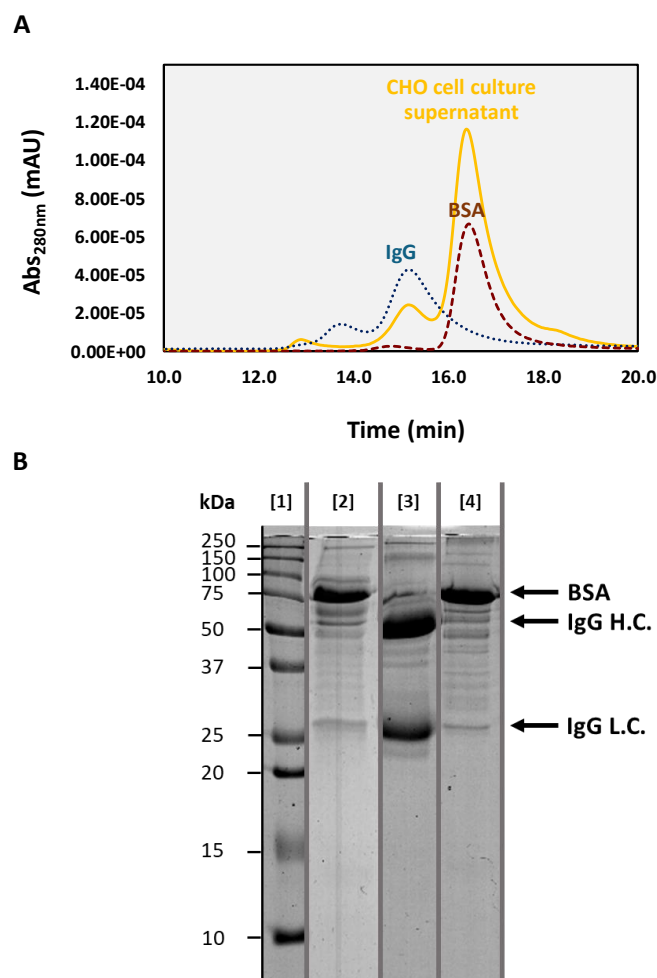 A
1.40E-04
1.20E-04
1.00E-04
8.00E-05
6.00E-05
4.00E-05
2.00E-05
0.00E+00
Abs280nm (mAU)
CHO cell culture
supernatant
BSA
IgG
10.0 12.0 14.0 16.0 18.0 20.0
Time (min)
B
kDa [1] [2] [3] [4]
250
150
100
75
50
37
25
20
15
10
BSA
IgG H.C.
IgG L.C.